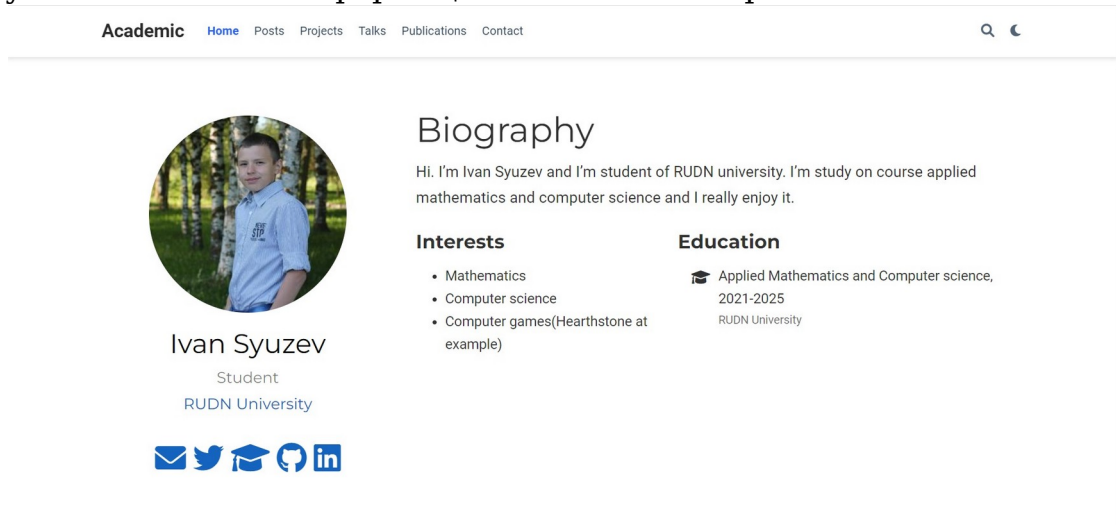 Academic Home Posts Projects Talks Publications Contact
Biography
Hi. I'm Ivan Syuzev and I'm student of RUDN university. I'm study on course applied
mathematics and computer science and I really enjoy it.
Interests
Mathematics
Computer science
Computer games(Hearthstone at
example)
Education
Applied Mathematics and Computer science,
2021-2025
RUDN University
Ivan Syuzev
Student
RUDN University